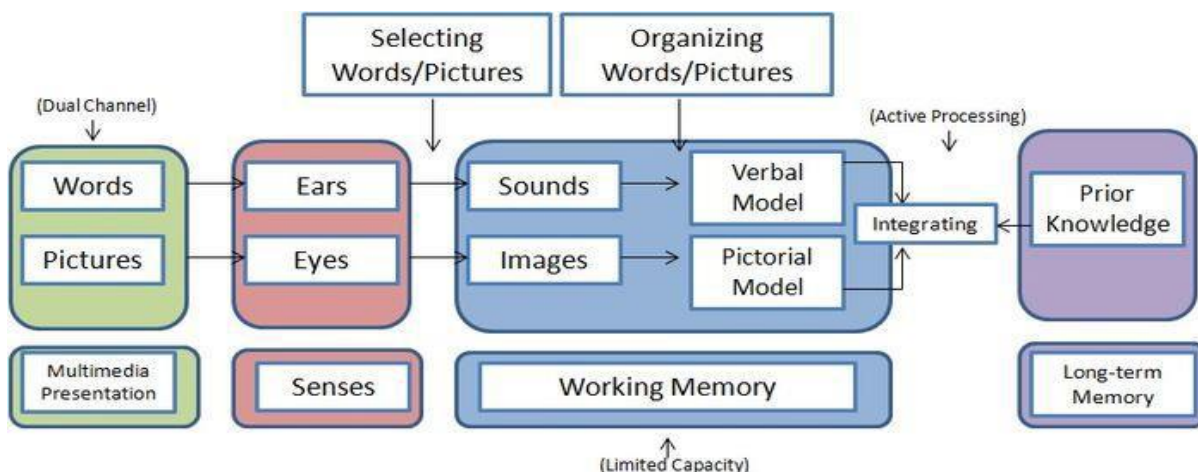 Selecting
Words/Pictures
Organizing
Words/Pictures
(Dual Channel)
(Active Processing)
Words
Ears
Sounds
Verbal
Model
Integrating
Prior
Knowledge
Pictures
Eyes
Images
Pictorial
Model
Multimedia
Presentation
Senses
Working Memory
Long-term
Memory
(Limited Capacity)